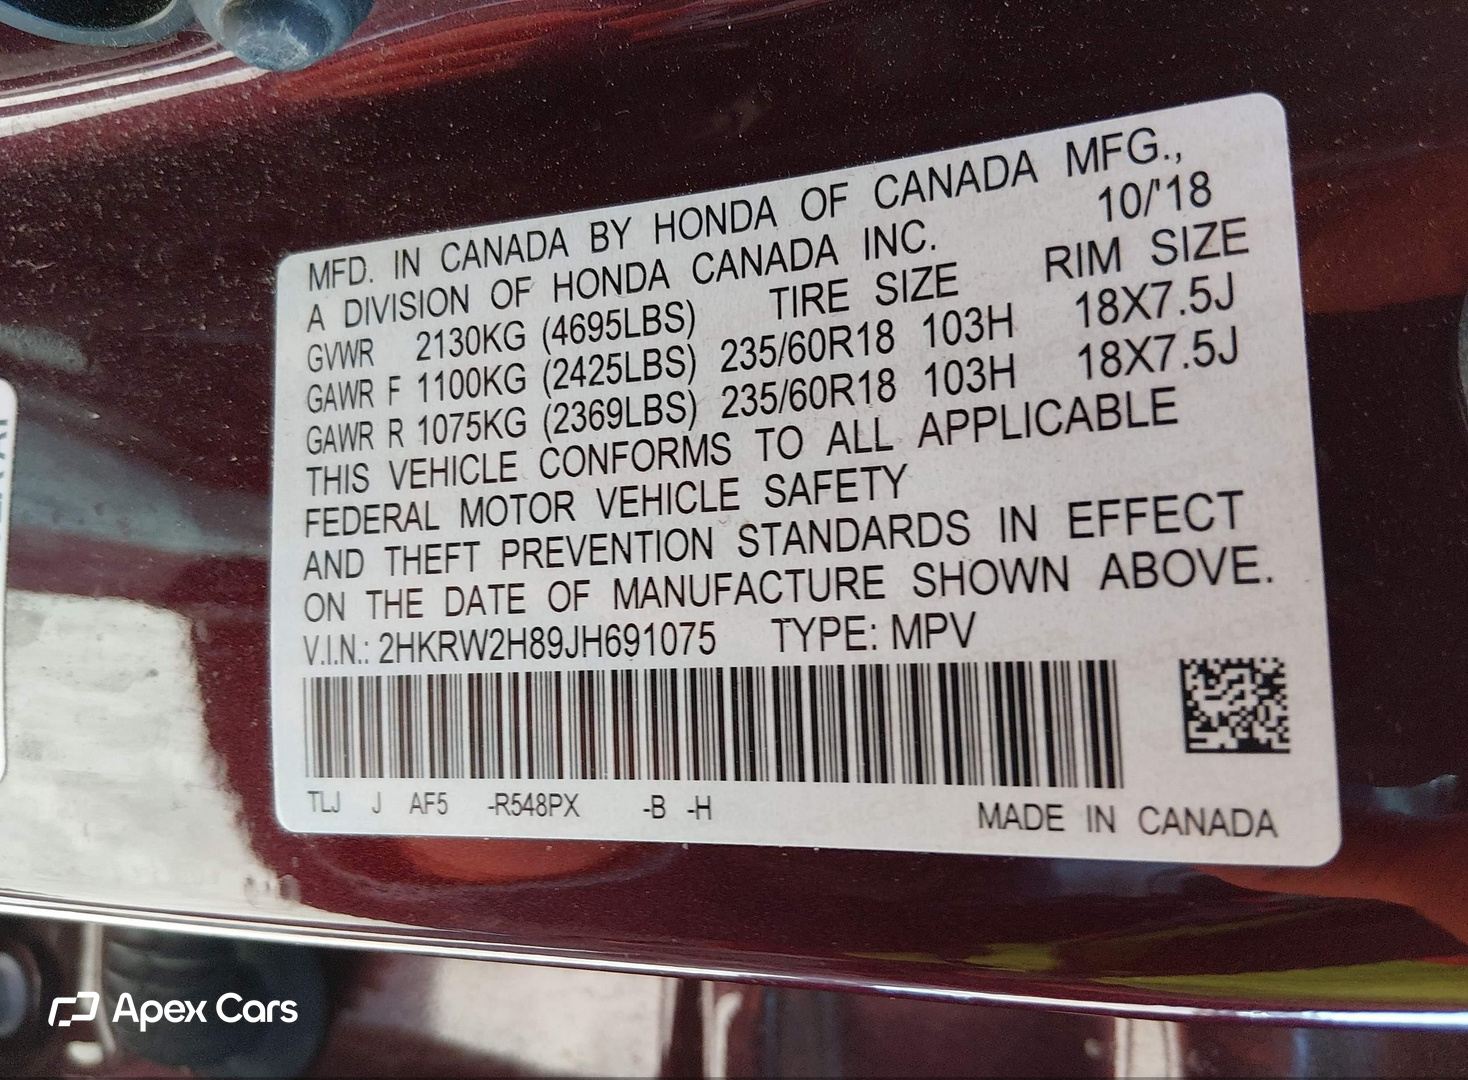 MFD. IN CANADA BY HONDA OF CANADA MFG.,
A DIVISION OF HONDA CANADA INC. 10/'18
GVWR 2130KG (4695LBS) TIRE SIZE RIM SIZE
GAWR F 1100KG (2425LBS) 235/60R18 103H 18X7.5J
GAWR R 1075KG (2369LBS) 235/60R18 103H 18X7.5J
THIS VEHICLE CONFORMS TO ALL APPLICABLE
FEDERAL MOTOR VEHICLE SAFETY
AND THEFT PREVENTION STANDARDS IN EFFECT
ON THE DATE OF MANUFACTURE SHOWN ABOVE.
V.I.N.: 2HKRW2H89JH691075 TYPE: MPV
TLJ J AF5 -R548PX -B -H MADE IN CANADA
Apex Cars